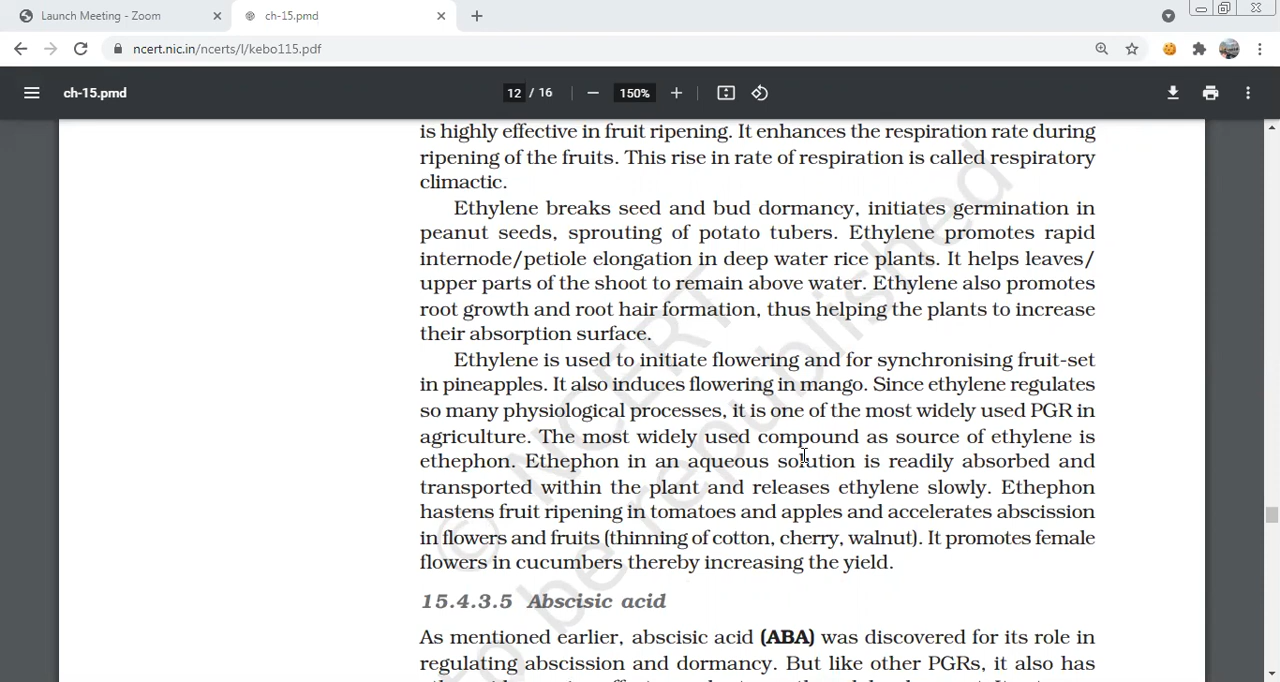 Launch Meeting - Zoom
ch-15.pmd
ncert.nic.in/ncerts/l/kebo115.pdf
ch-15.pmd
12 / 16
150%
is highly effective in fruit ripening. It enhances the respiration rate during
ripening of the fruits. This rise in rate of respiration is called respiratory
climactic.
Ethylene breaks seed and bud dormancy, initiates germination in
peanut seeds, sprouting of potato tubers. Ethylene promotes rapid
internode/petiole elongation in deep water rice plants. It helps leaves/
upper parts of the shoot to remain above water. Ethylene also promotes
root growth and root hair formation, thus helping the plants to increase
their absorption surface.
Ethylene is used to initiate flowering and for synchronising fruit-set
in pineapples. It also induces flowering in mango. Since ethylene regulates
so many physiological processes, it is one of the most widely used PGR in
agriculture. The most widely used compound as source of ethylene is
ethephon. Ethephon in an aqueous solution is readily absorbed and
transported within the plant and releases ethylene slowly. Ethephon
hastens fruit ripening in tomatoes and apples and accelerates abscission
in flowers and fruits (thinning of cotton, cherry, walnut). It promotes female
flowers in cucumbers thereby increasing the yield.
15.4.3.5 Abscisic acid
As mentioned earlier, abscisic acid (ABA) was discovered for its role in
regulating abscission and dormancy. But like other PGRs, it also has
© NCERT
be republished